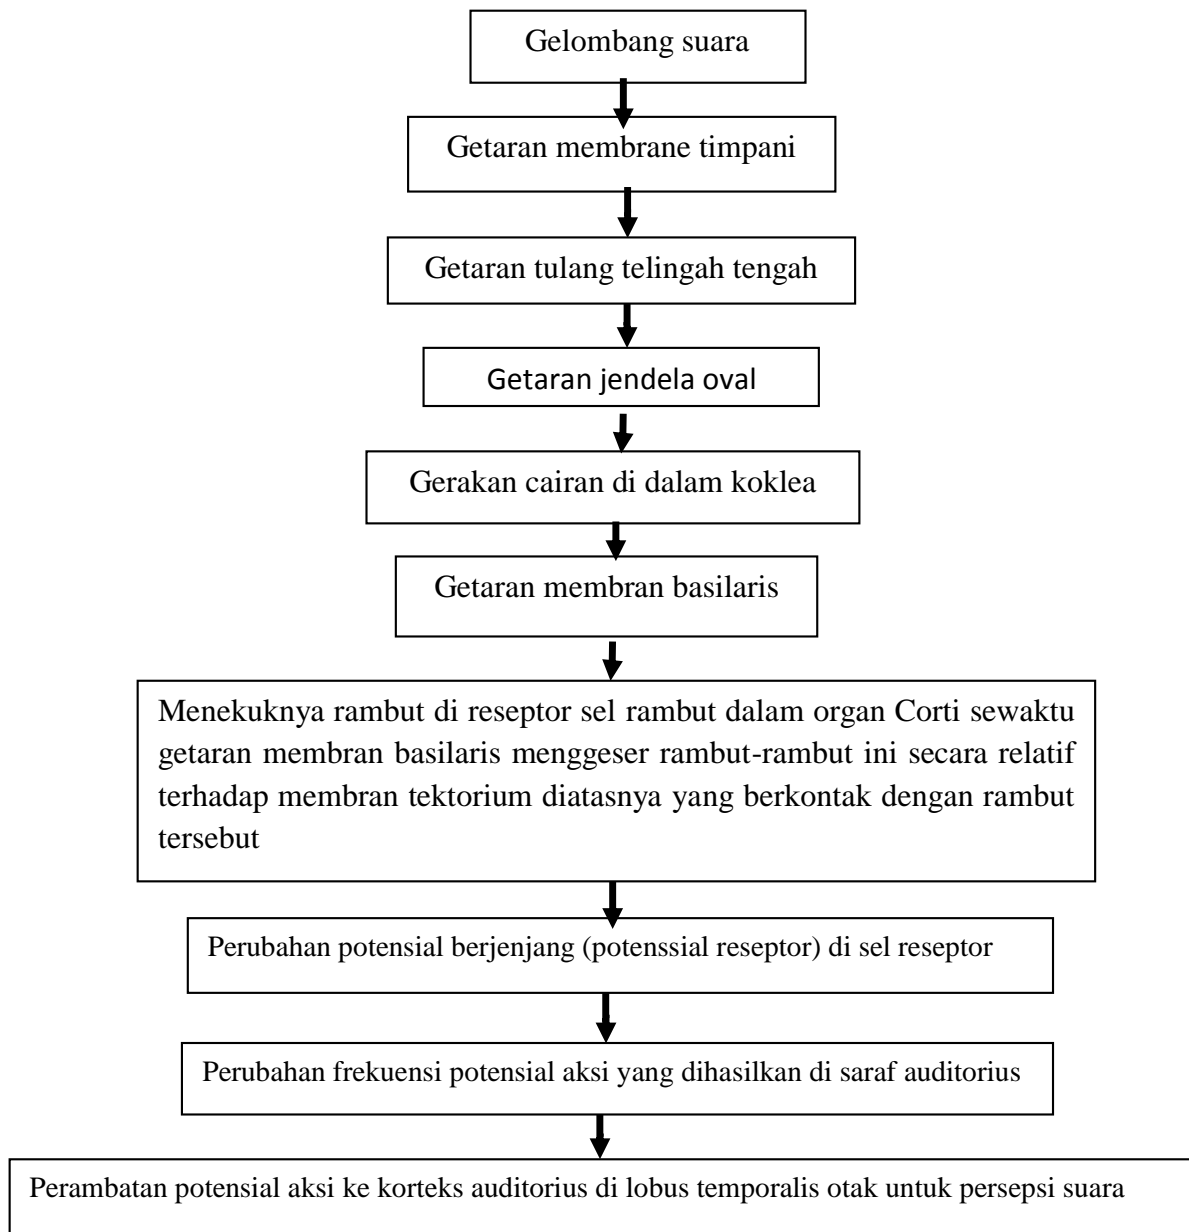 Gelombang suara
Getaran membrane timpani
Getaran tulang telingah tengah
Getaran jendela oval
Gerakan cairan di dalam koklea
Getaran membran basilaris
Menekuknya rambut di reseptor sel rambut dalam organ Corti sewaktu
getaran membran basilaris menggeser rambut-rambut ini secara relatif
terhadap membran tektorium diatasnya yang berkontak dengan rambut
tersebut
Perubahan potensial berjenjang (potenssial reseptor) di sel reseptor
Perubahan frekuensi potensial aksi yang dihasilkan di saraf auditorius
Perambatan potensial aksi ke korteks auditorius di lobus temporalis otak untuk persepsi suara